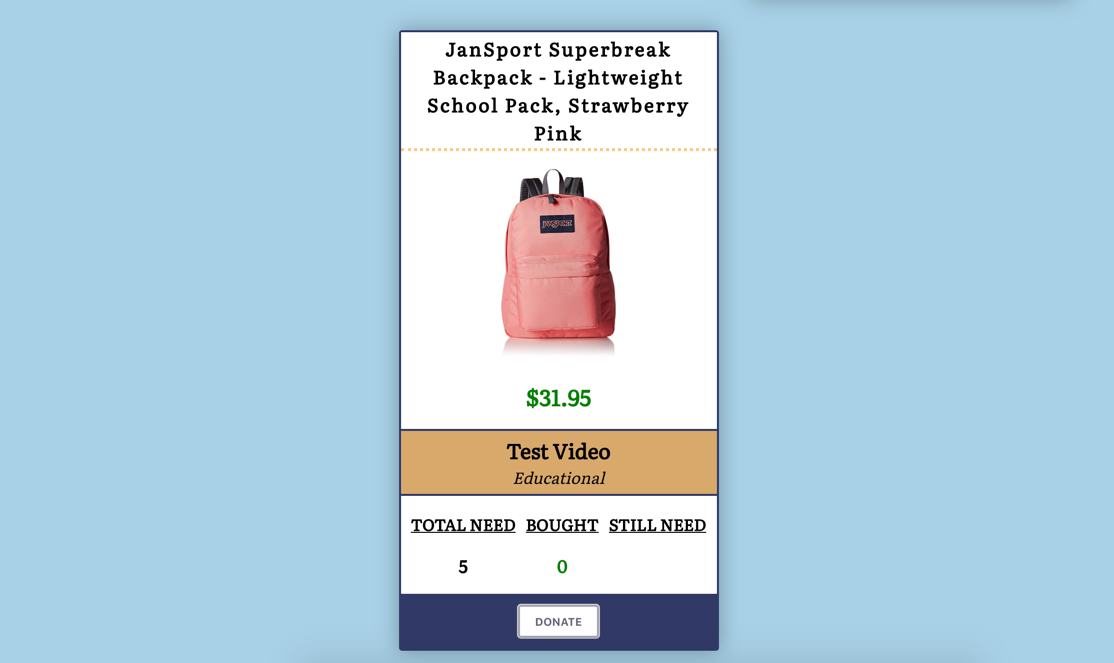 JanSport Superbreak
Backpack - Lightweight
School Pack, Strawberry
Pink
JANSPORT
$31.95
Test Video
Educational
TOTAL NEED BOUGHT STILL NEED
5 0
DONATE